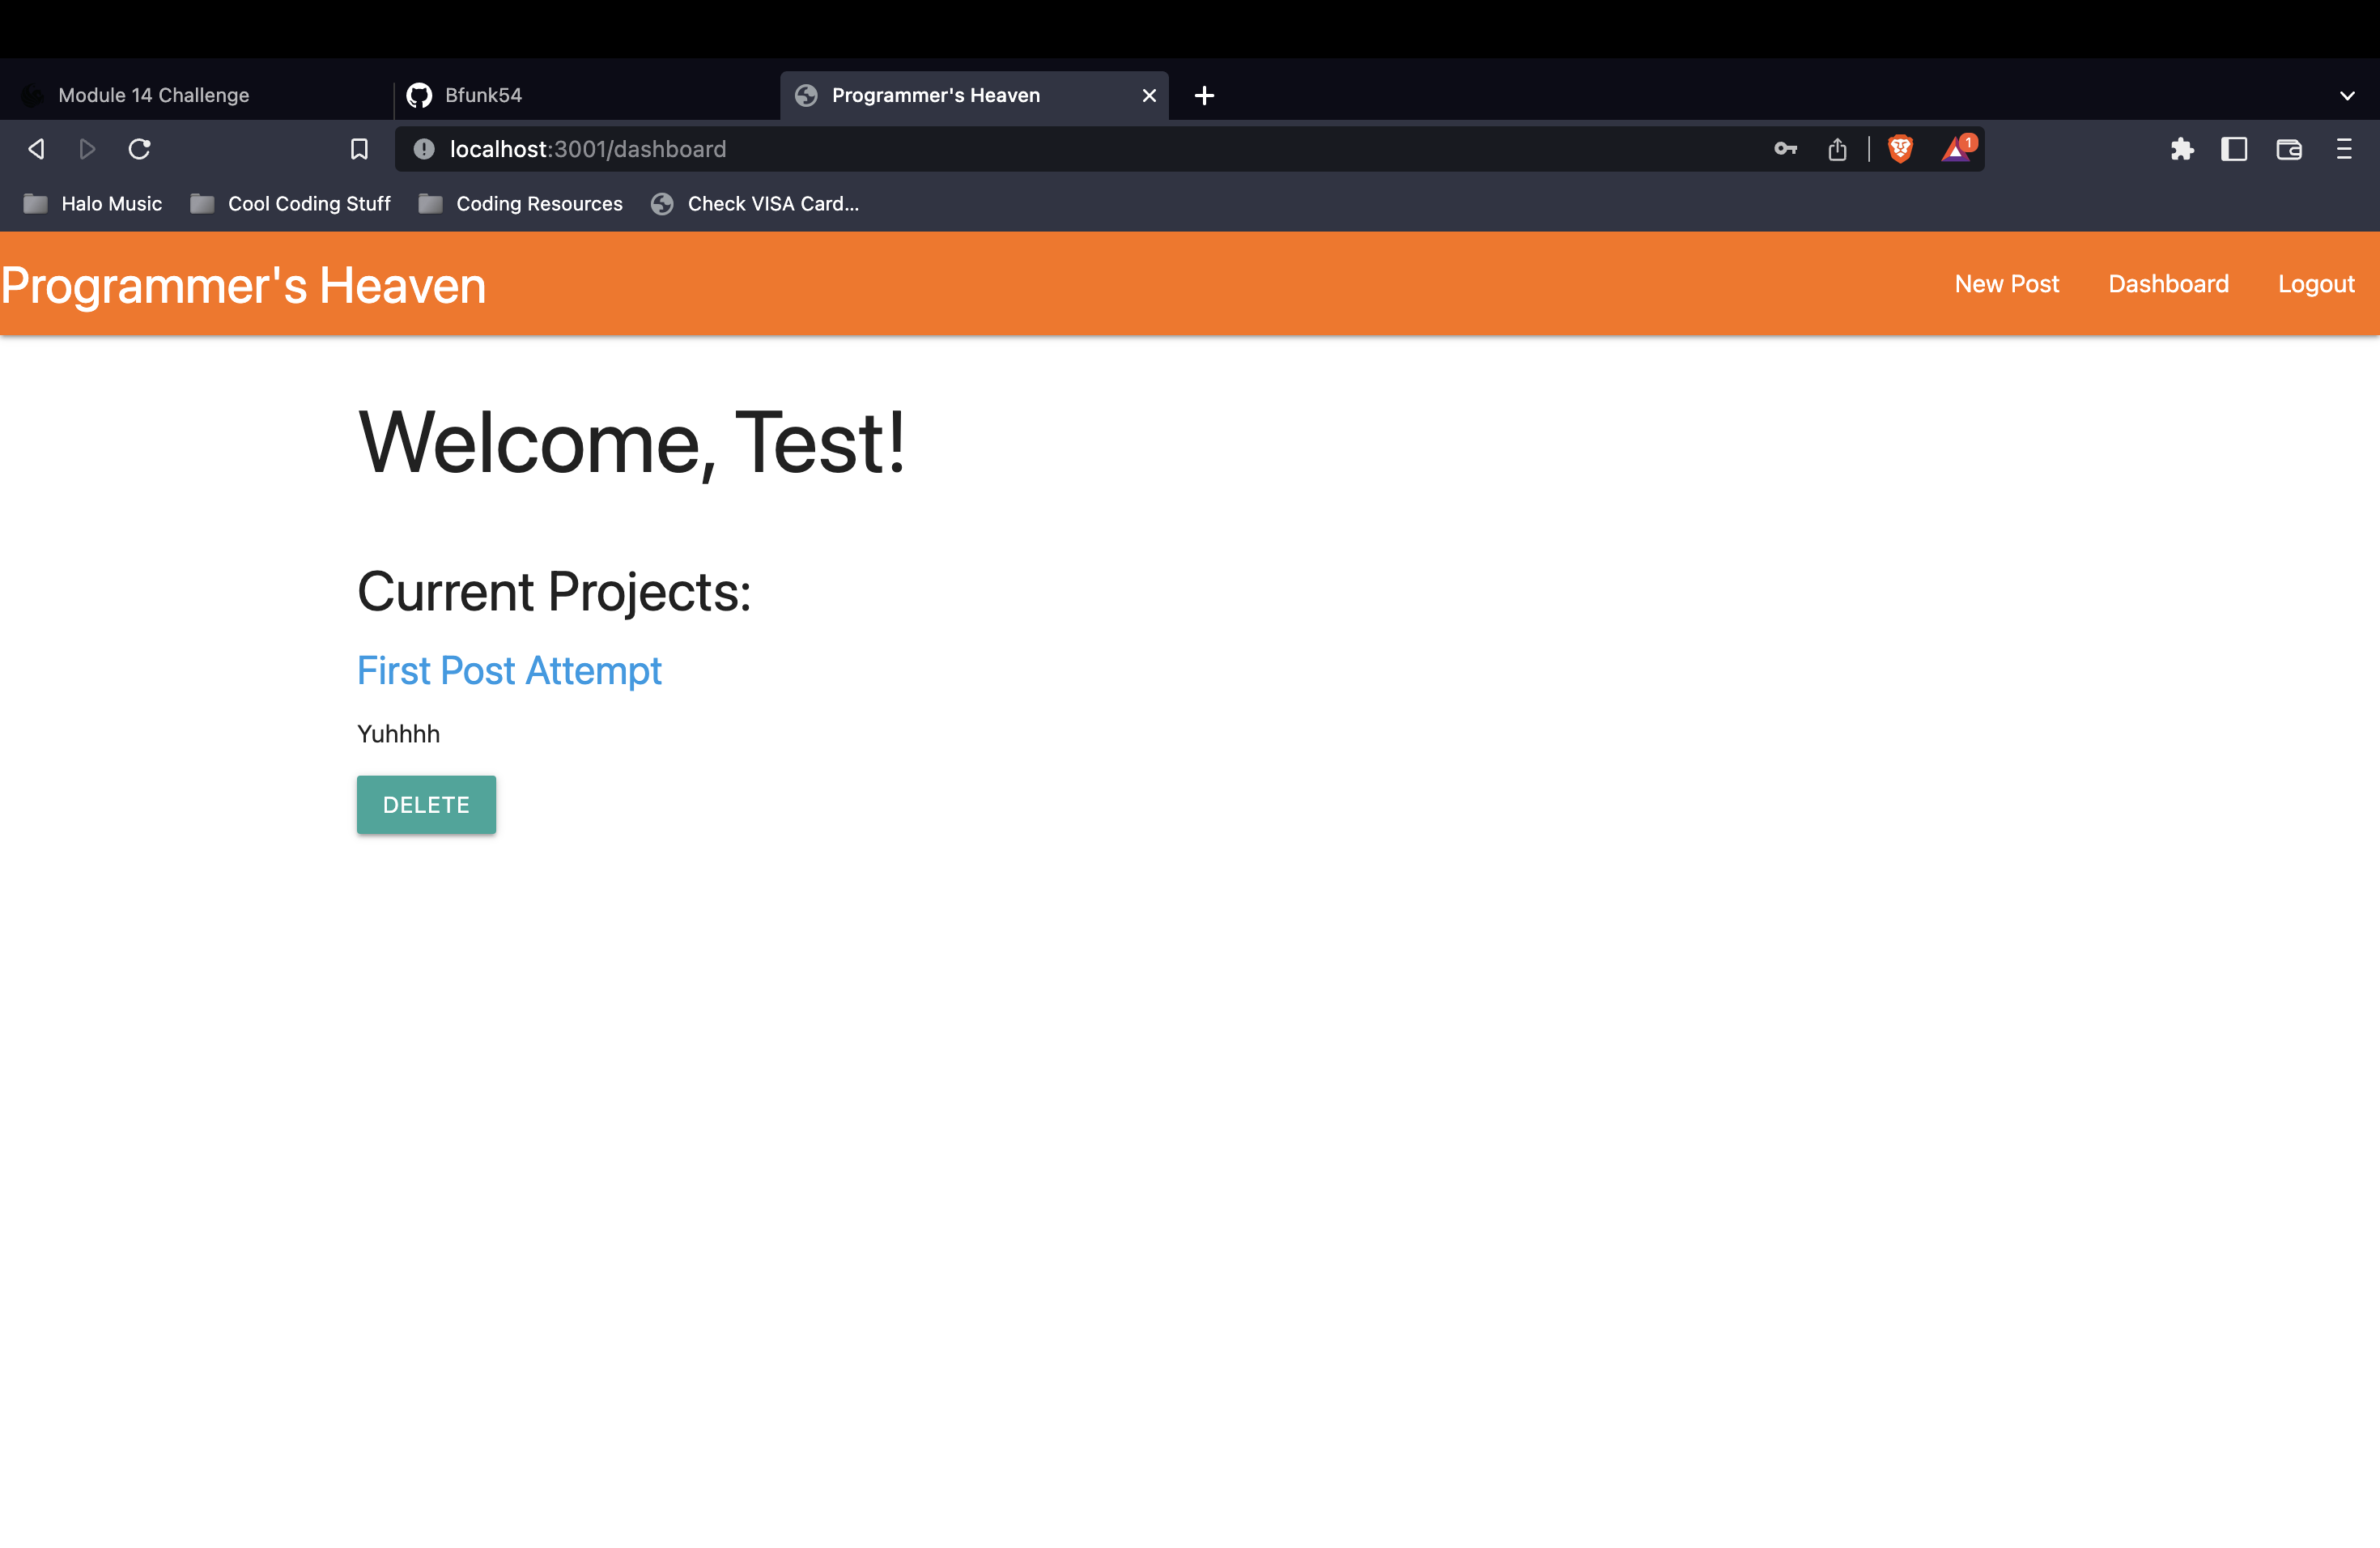 Module 14 Challenge
Bfunk54
Programmer's Heaven
localhost:3001/dashboard
1
Halo Music
Cool Coding Stuff
Coding Resources
Check VISA Card...
Programmer's Heaven
New Post
Dashboard
Logout
Welcome, Test!
Current Projects:
First Post Attempt
Yuhhhh
DELETE